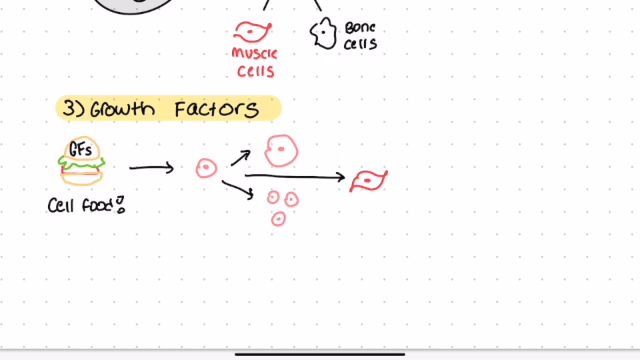 Muscle
Cells
Bone
Cells
3) Growth Factors
GFs
Cell food!